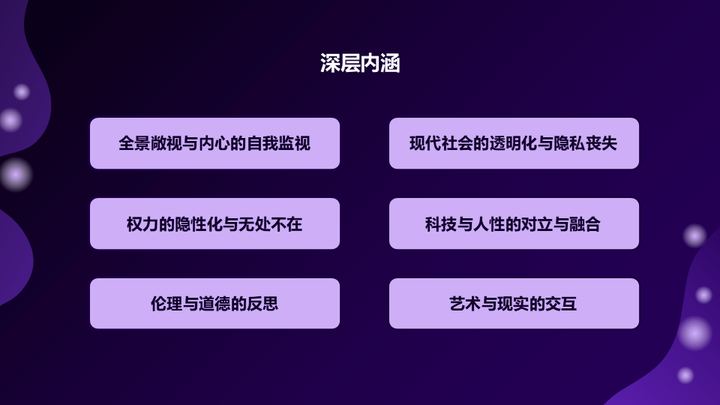 深层内涵
全景敞视与内心的自我监视
现代社会的透明化与隐私丧失
权力的隐性化与无处不在
科技与人性的对立与融合
伦理与道德的反思
艺术与现实的交互